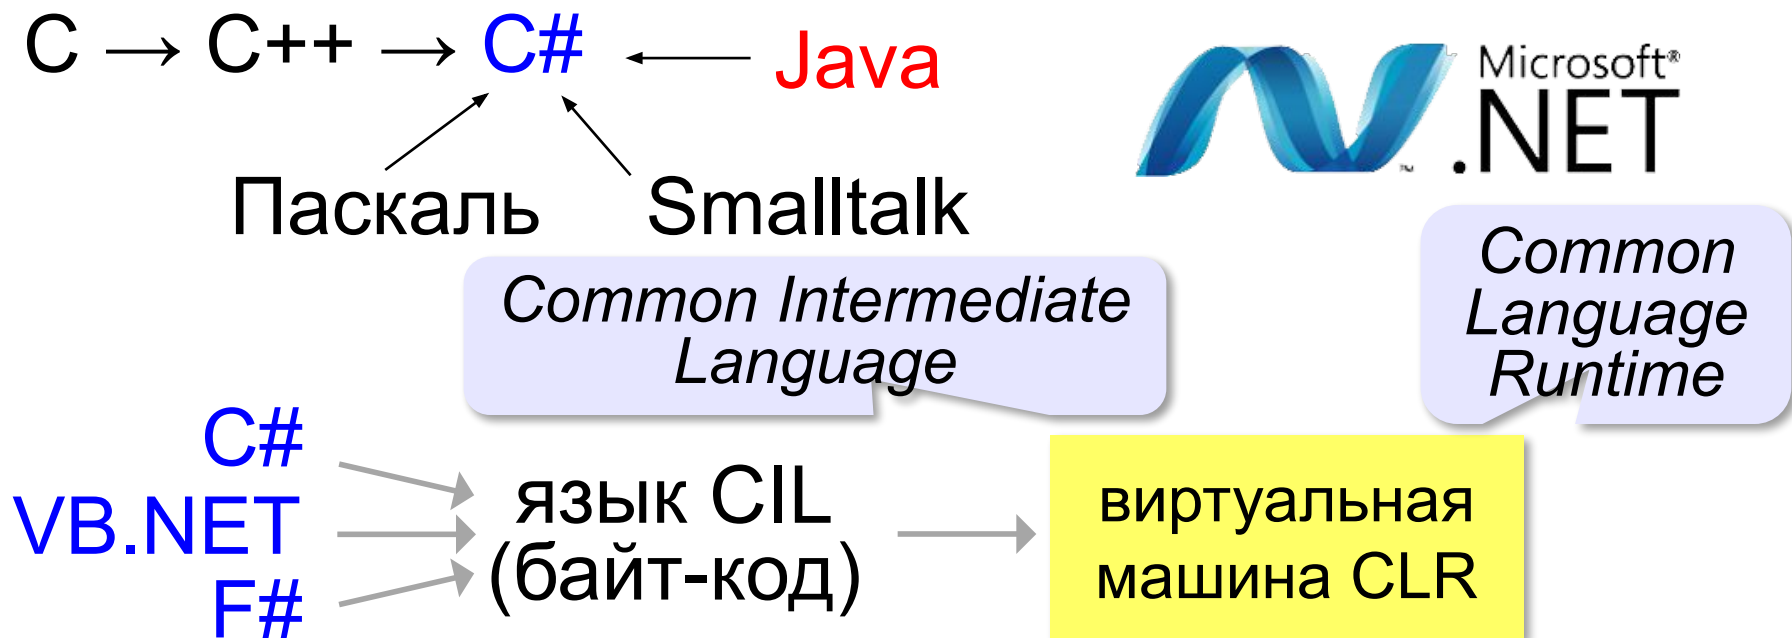 C → C++ → C# ← Java
Microsoft®
.NET
™
Паскаль Smalltalk
Common Intermediate
Language
Common
Language
Runtime
C#
VB.NET
F#
язык CIL
(байт-код)
виртуальная
машина CLR